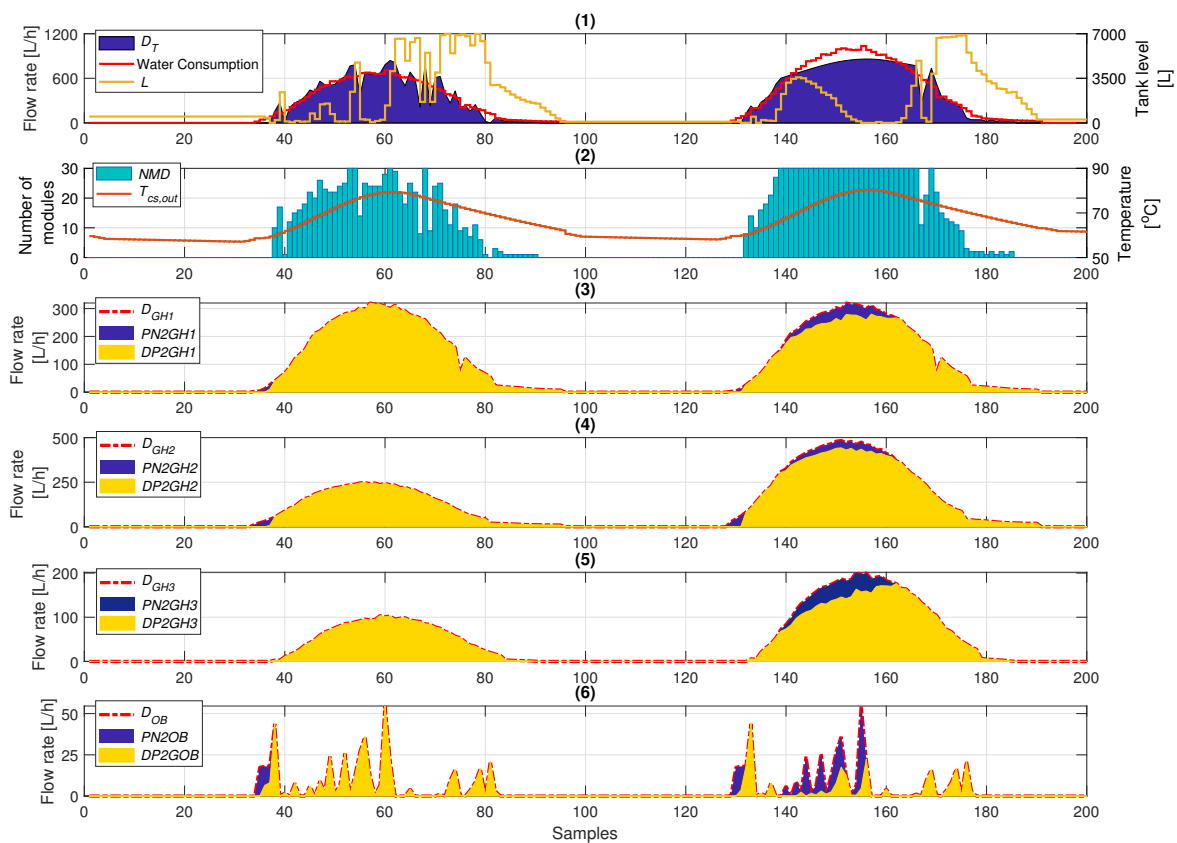 (1)
Flow rate [L/h]
1200
600
0
D_T
Water Consumption
L
7000
3500
0
Tank level
[L]
0 20 40 60 80 100 120 140 160 180 200
(2)
Number of
modules
30
20
10
0
NMD
T_cs,out
90
70
50
Temperature
[°C]
0 20 40 60 80 100 120 140 160 180 200
(3)
Flow rate
[L/h]
300
200
100
0
D_GH1
PN2GH1
DP2GH1
0 20 40 60 80 100 120 140 160 180 200
(4)
Flow rate
[L/h]
500
250
0
D_GH2
PN2GH2
DP2GH2
0 20 40 60 80 100 120 140 160 180 200
(5)
Flow rate [L/h]
200
100
0
D_GH3
PN2GH3
DP2GH3
0 20 40 60 80 100 120 140 160 180 200
(6)
Flow rate [L/h]
50
25
0
D_OB
PN2OB
DP2GOB
0 20 40 60 80 100 120 140 160 180 200
Samples